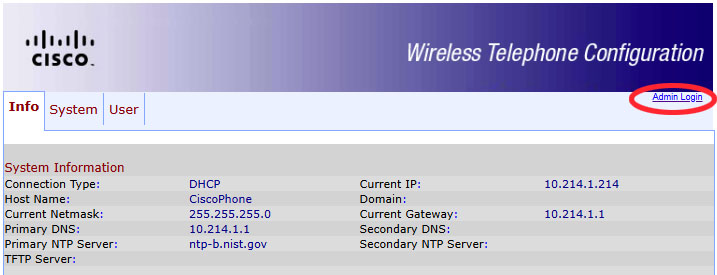 CISCO.
Wireless Telephone Configuration
Admin Login
Info System User
System Information
Connection Type: DHCP Current IP: 10.214.1.214
Host Name: CiscoPhone Domain:
Current Netmask: 255.255.255.0 Current Gateway: 10.214.1.1
Primary DNS: 10.214.1.1 Secondary DNS:
Primary NTP Server: ntp-b.nist.gov Secondary NTP Server:
TFTP Server: